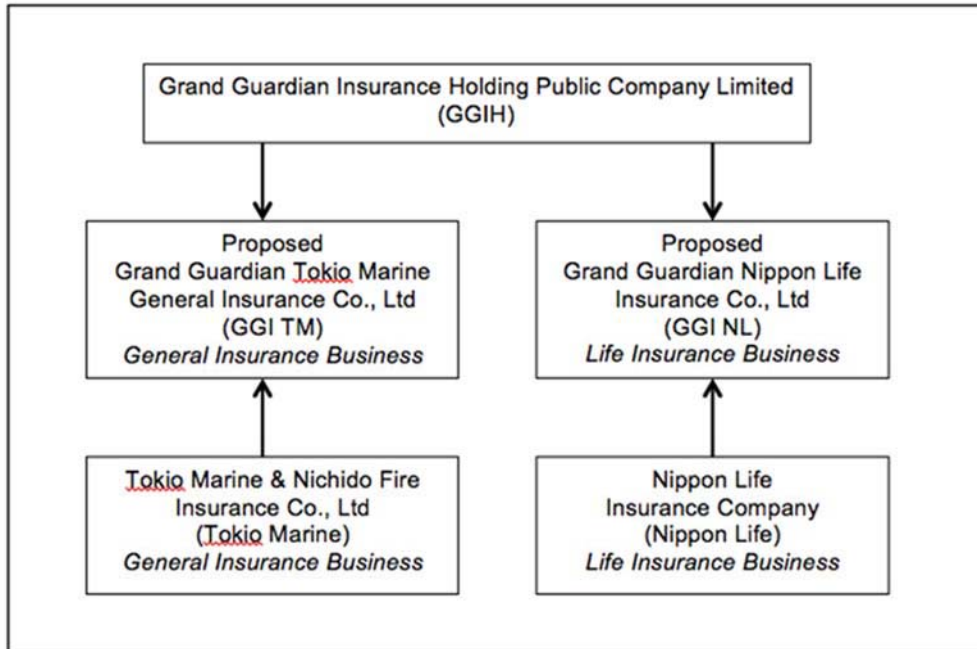 Grand Guardian Insurance Holding Public Company Limited
(GGIH)
Proposed
Grand Guardian Tokio Marine
General Insurance Co., Ltd
(GGI TM)
General Insurance Business
Proposed
Grand Guardian Nippon Life
Insurance Co., Ltd
(GGI NL)
Life Insurance Business
Tokio Marine & Nichido Fire
Insurance Co., Ltd
(Tokio Marine)
General Insurance Business
Nippon Life
Insurance Company
(Nippon Life)
Life Insurance Business